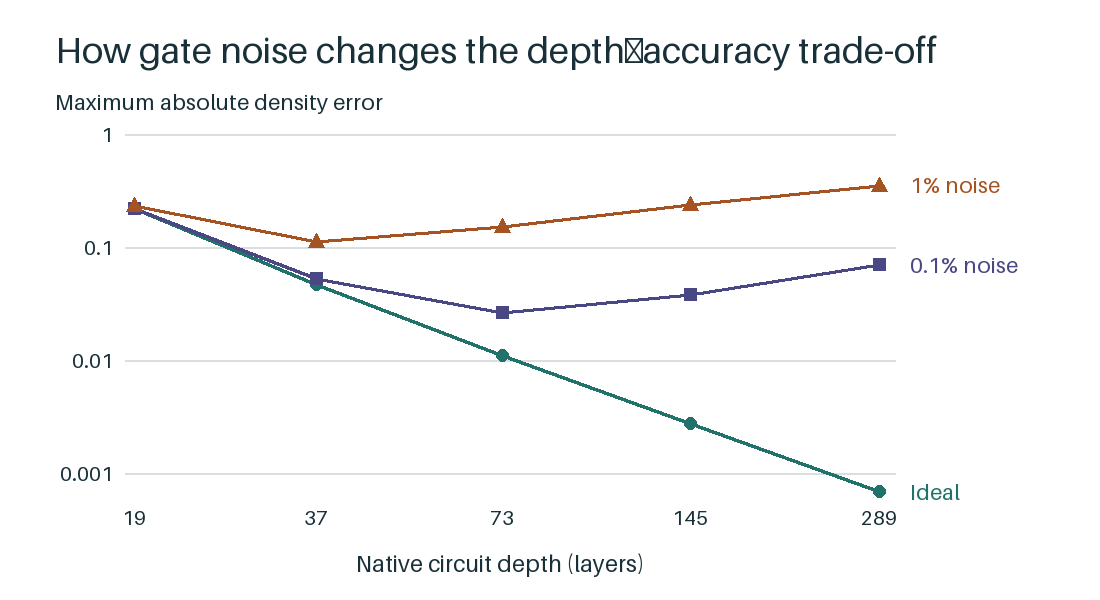 How gate noise changes the depth�accuracy trade-off
Maximum absolute density error
1
1% noise
0.1
0.1% noise
0.01
0.001
Ideal
19 37 73 145 289
Native circuit depth (layers)